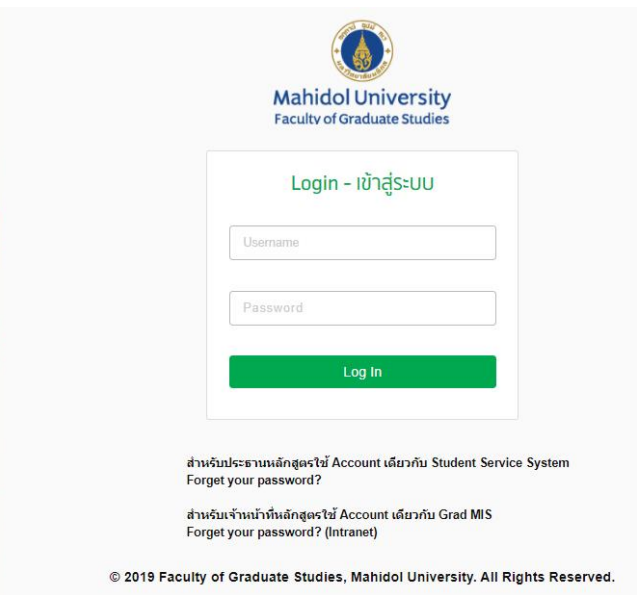 Mahidol University
Faculty of Graduate Studies
Login - เข้าสู่ระบบ
Username
Password
Log In
สำหรับประธานหลักสูตรใช้ Account เดียวกับ Student Service System
Forget your password?
สำหรับเจ้าหน้าที่หลักสูตรใช้ Account เดียวกับ Grad MIS
Forget your password? (Intranet)
© 2019 Faculty of Graduate Studies, Mahidol University. All Rights Reserved.